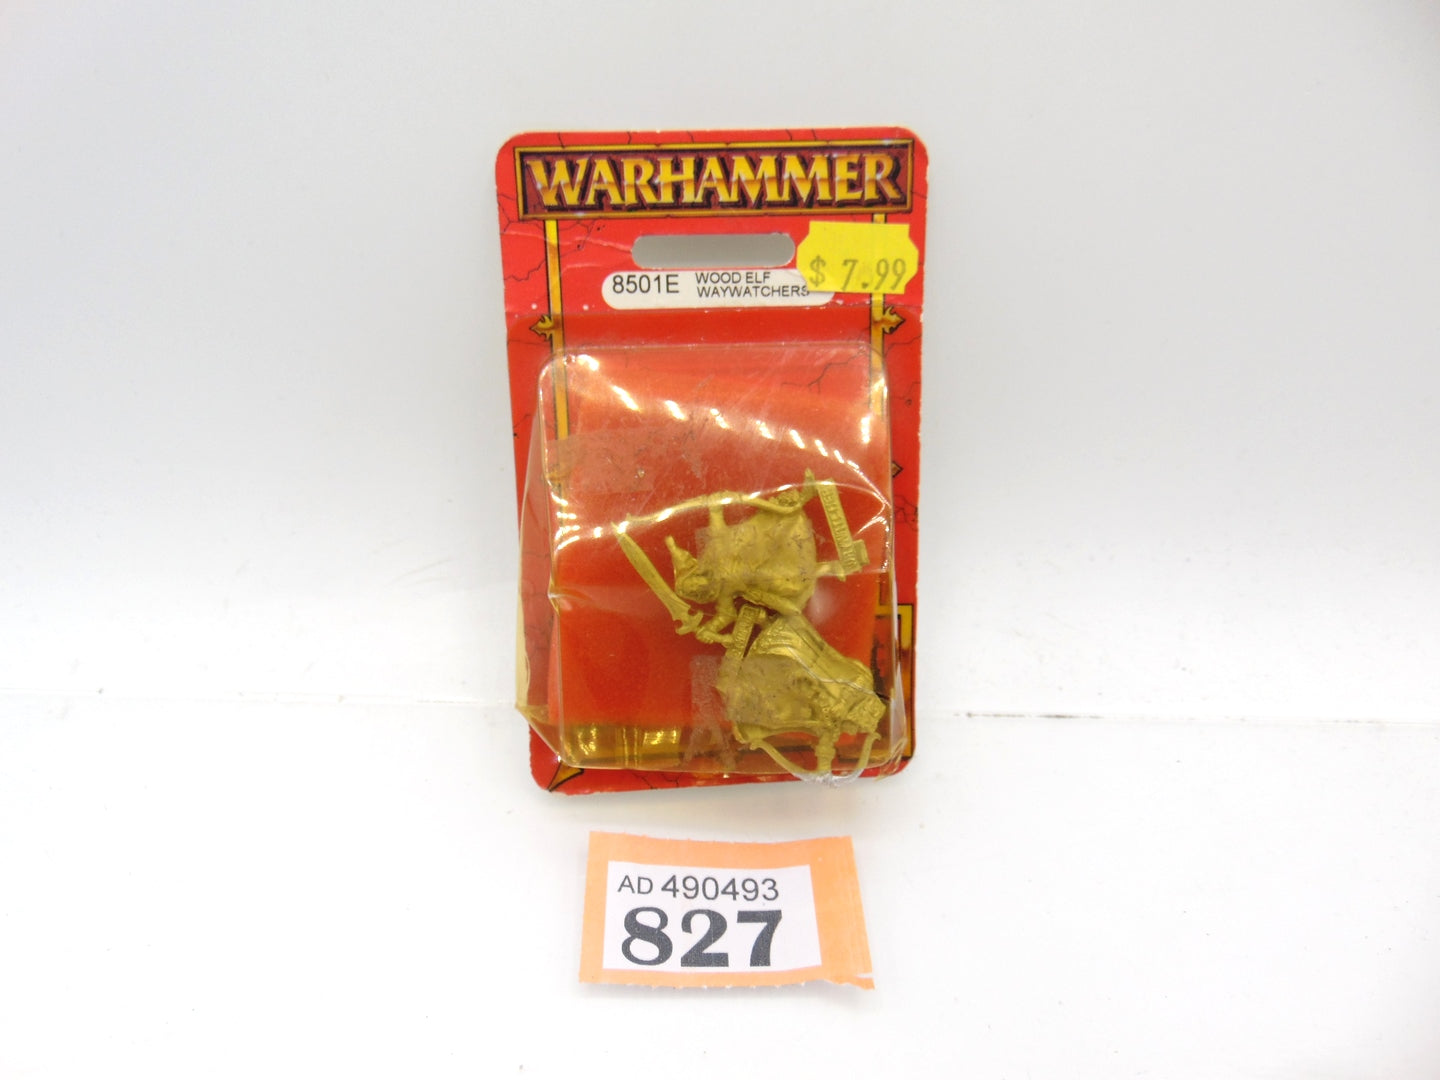 WARHAMMER
$ 7.99
8501E WOOD ELF
WAYWATCHERS
AD 490493
827